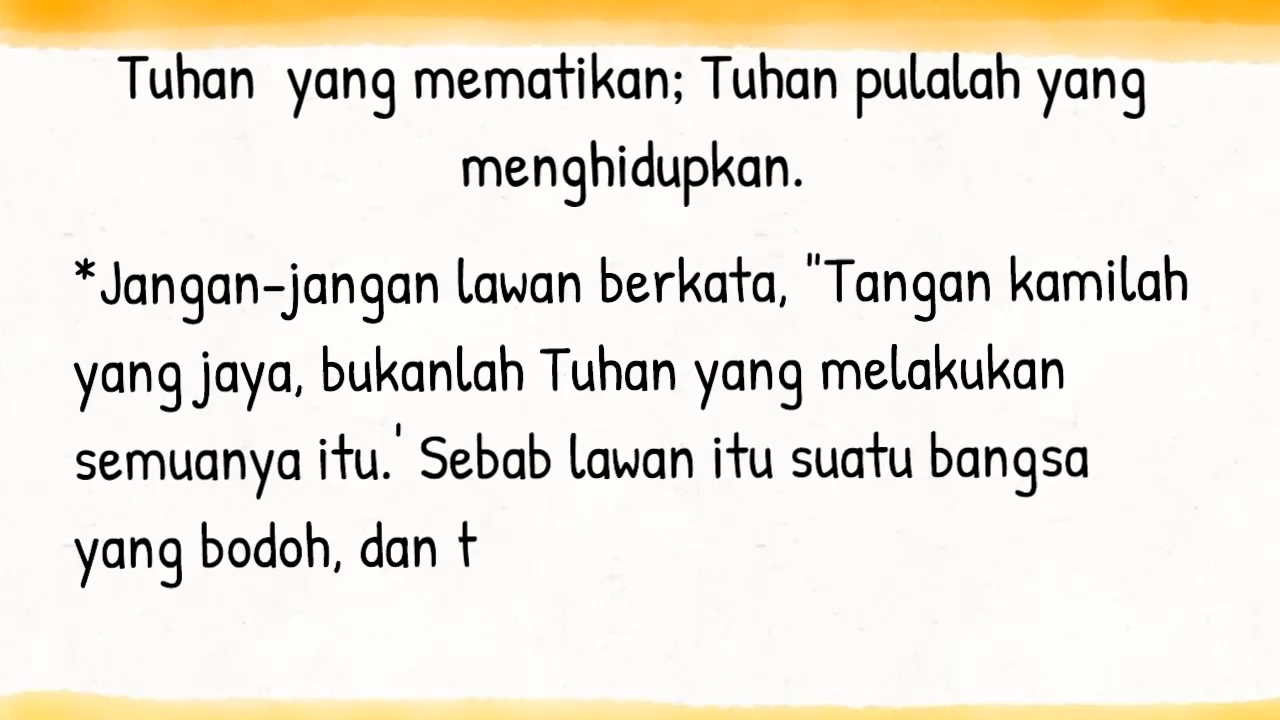 Tuhan yang mematikan; Tuhan pulalah yang
menghidupkan.
*Jangan-jangan lawan berkata, "Tangan kamilah
yang jaya, bukanlah Tuhan yang melakukan
semuanya itu.' Sebab lawan itu suatu bangsa
yang bodoh, dan t